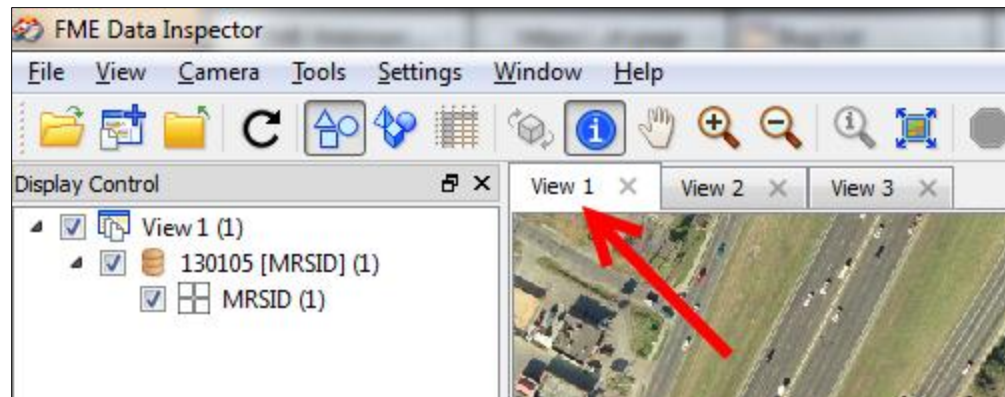 FME Data Inspector
File View Camera Tools Settings Window Help
Display Control
View 1 View 2 View 3
View 1 (1)
130105 [MRSID] (1)
MRSID (1)